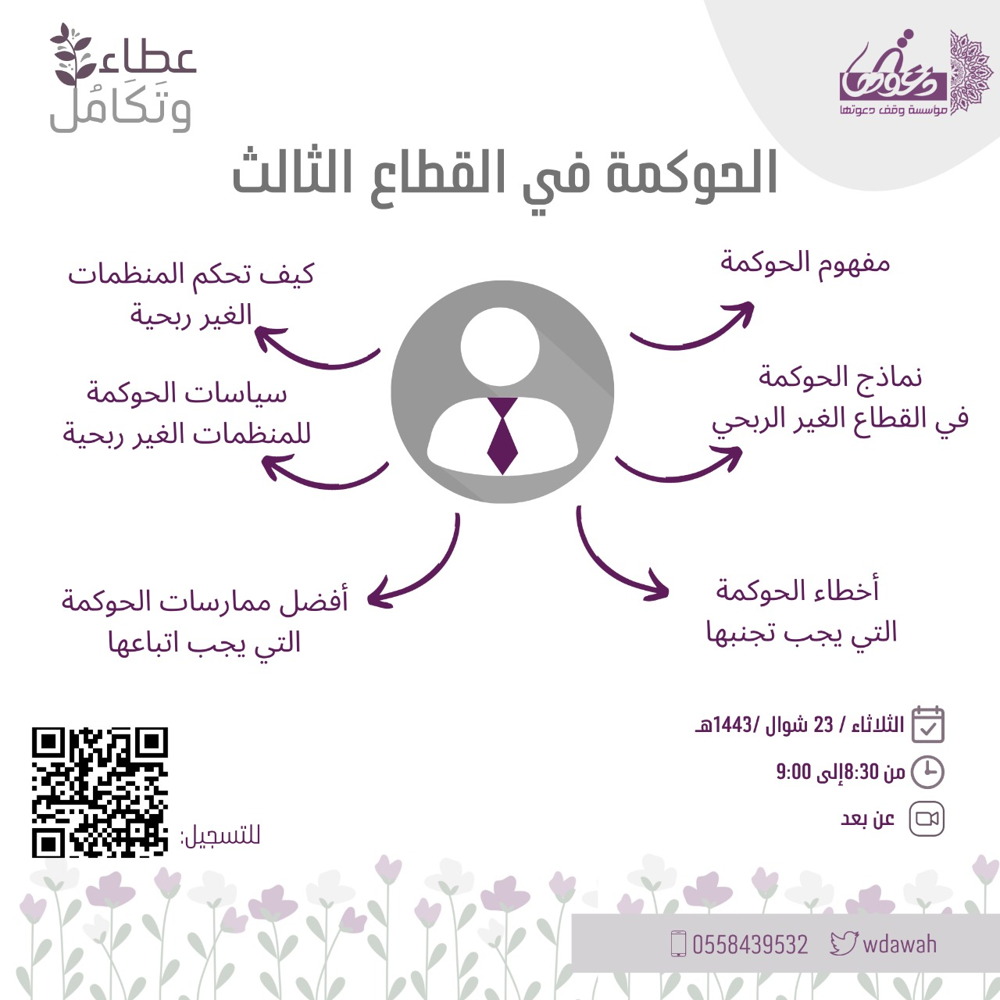 عطاء
وتَكَامُل
دعوتها
مؤسسة وقف دعوتها
الحوكمة في القطاع الثالث
مفهوم الحوكمة
كيف تحكم المنظمات
الغير ربحية
نماذج الحوكمة
في القطاع الغير الربحي
سياسات الحوكمة
للمنظمات الغير ربحية
أخطاء الحوكمة
التي يجب تجنبها
أفضل ممارسات الحوكمة
التي يجب اتباعها
الثلاثاء / 23 شوال /1443هـ
من 8:30إلى 9:00
عن بعد
للتسجيل:
0558439532
wdawah